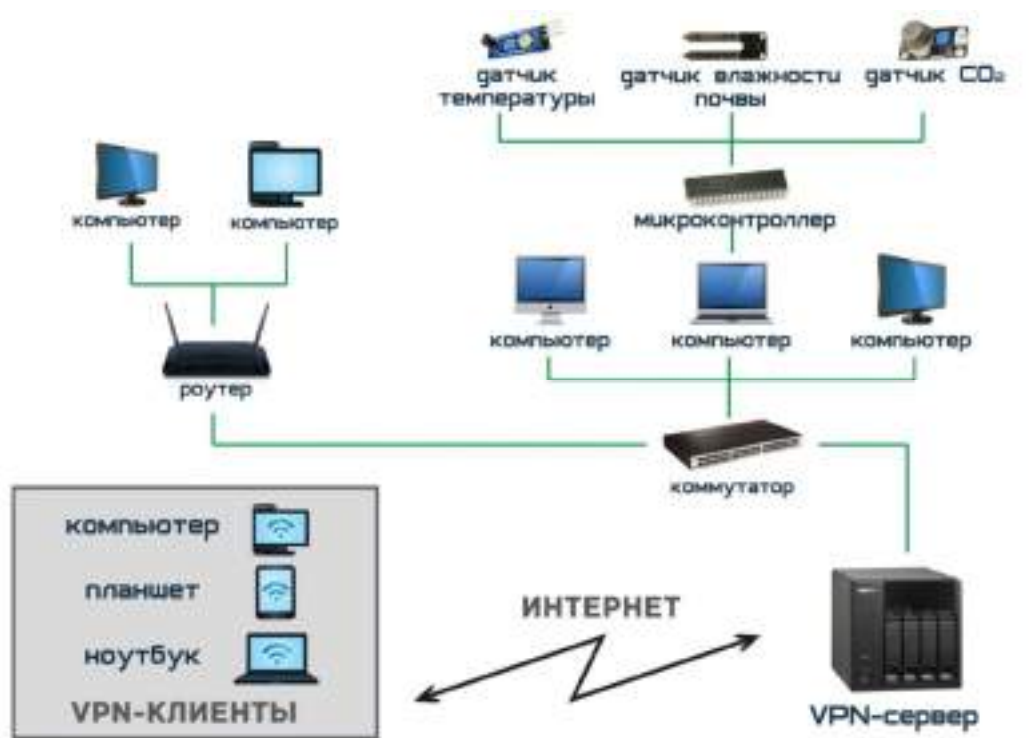 датчик температуры
датчик влажности почвы
датчик CO₂
компьютер
компьютер
микроконтроллер
компьютер
компьютер
компьютер
роутер
коммутатор
компьютер
планшет
ноутбук
VPN-КЛИЕНТЫ
ИНТЕРНЕТ
VPN-сервер